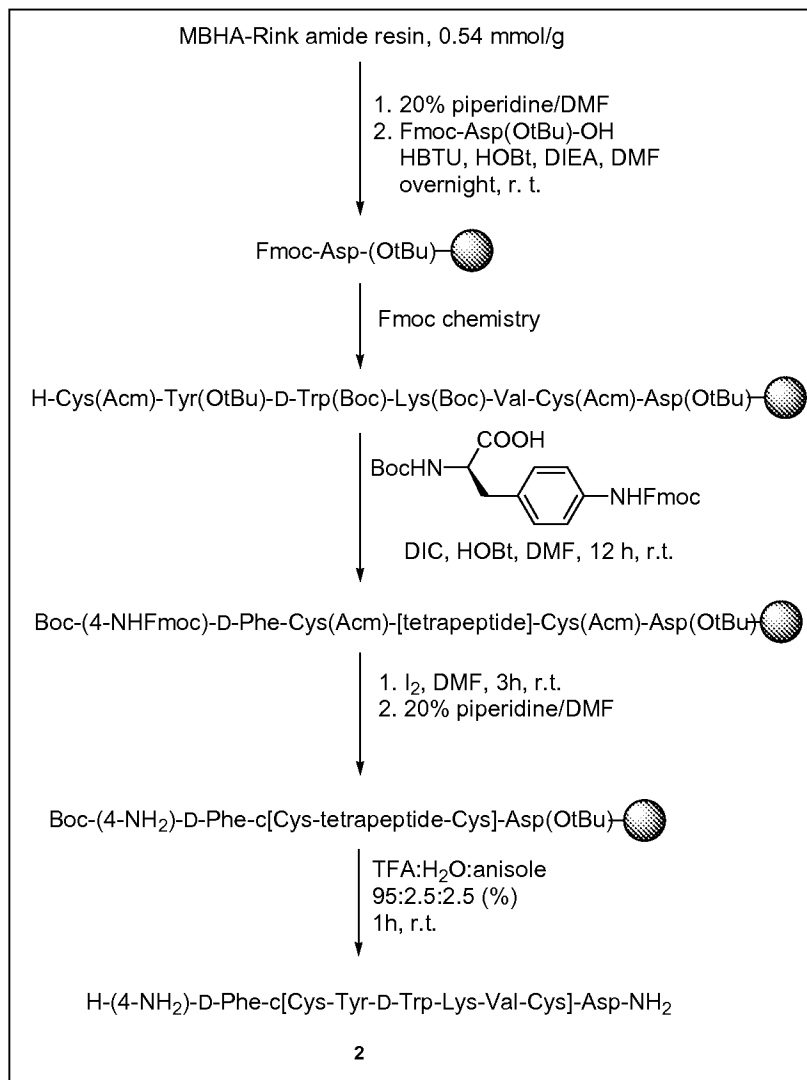 MBHA-Rink amide resin, 0.54 mmol/g
1. 20% piperidine/DMF
2. Fmoc-Asp(OtBu)-OH
HBTU, HOBt, DIEA, DMF
overnight, r. t.
Fmoc-Asp-(OtBu)
Fmoc chemistry
H-Cys(Acm)-Tyr(OtBu)-D-Trp(Boc)-Lys(Boc)-Val-Cys(Acm)-Asp(OtBu)
COOH
BocHN
NHFmoc
DIC, HOBt, DMF, 12 h, r.t.
Boc-(4-NHFmoc)-D-Phe-Cys(Acm)-[tetrapeptide]-Cys(Acm)-Asp(OtBu)
1. I₂, DMF, 3h, r.t.
2. 20% piperidine/DMF
Boc-(4-NH₂)-D-Phe-c[Cys-tetrapeptide-Cys]-Asp(OtBu)
TFA:H₂O:anisole
95:2.5:2.5 (%)
1h, r.t.
H-(4-NH₂)-D-Phe-c[Cys-Tyr-D-Trp-Lys-Val-Cys]-Asp-NH₂
2